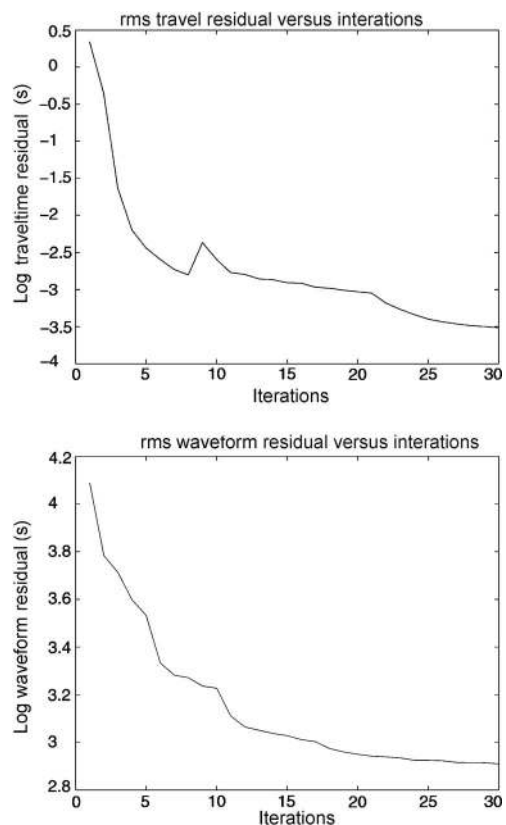 rms travel residual versus interations
0.5
0
−0.5
−1
−1.5
−2
−2.5
−3
−3.5
−4
Log traveltime residual (s)
0 5 10 15 20 25 30
Iterations
rms waveform residual versus interations
4.2
4
3.8
3.6
3.4
3.2
3
2.8
Log waveform residual (s)
0 5 10 15 20 25 30
Iterations